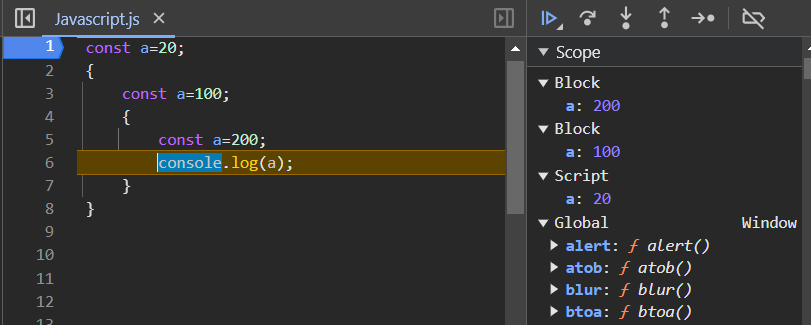 Javascript.js ×
1 const a=20;
2 {
3 const a=100;
4 {
5 const a=200;
6 console.log(a);
7 }
8 }
9
10
11
12
Scope
Block
a: 200
Block
a: 100
Script
a: 20
Global Window
alert: ƒ alert()
atob: ƒ atob()
blur: ƒ blur()
btoa: ƒ btoa()